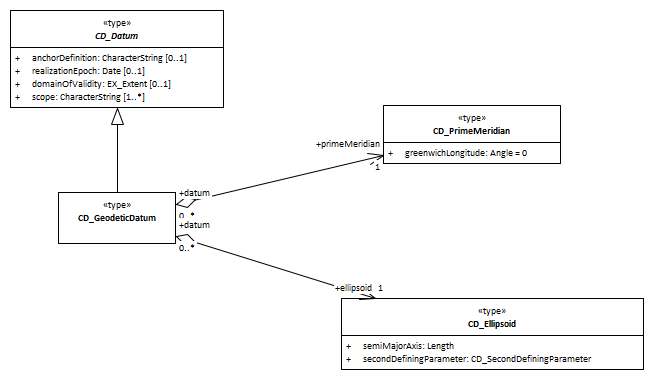 «type»
CD_Datum
+ anchorDefinition: CharacterString [0..1]
+ realizationEpoch: Date [0..1]
+ domainOfValidity: EX_Extent [0..1]
+ scope: CharacterString [1..*]
«type»
CD_PrimeMeridian
+ greenwichLongitude: Angle = 0
+primeMeridian
1
«type»
CD_GeodeticDatum
+datum
0..*
+datum
0..*
+ellipsoid 1
«type»
CD_Ellipsoid
+ semiMajorAxis: Length
+ secondDefiningParameter: CD_SecondDefiningParameter